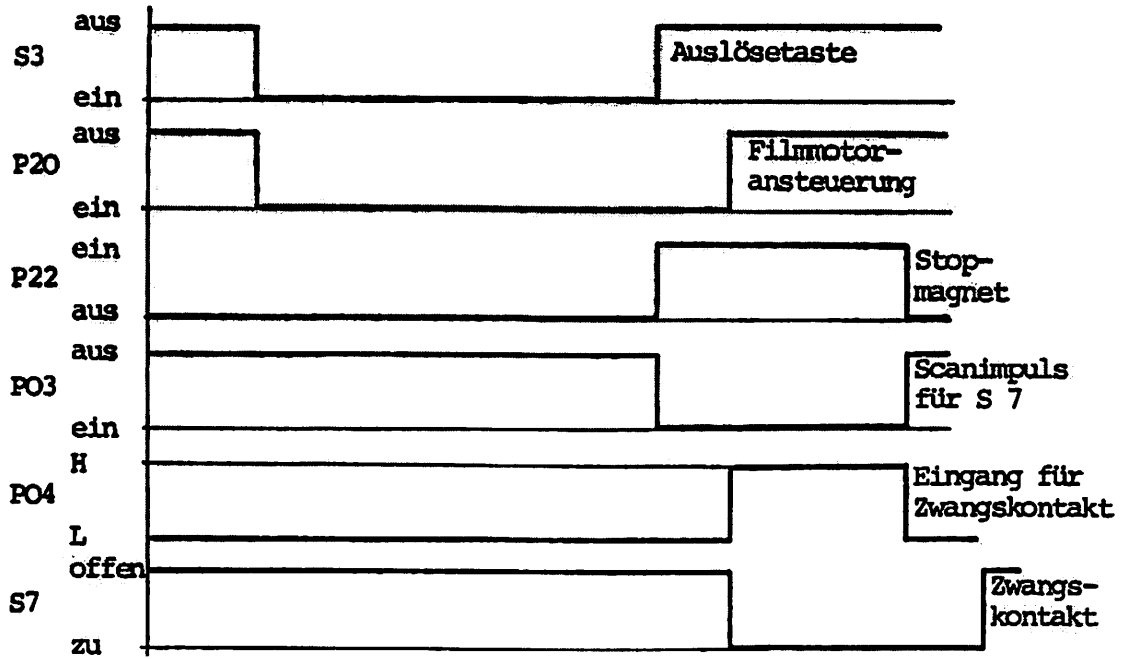 aus
S3
Auslösetaste
ein
aus
P20
Filmmotor-
ansteuerung
ein
ein
P22
Stop-
magnet
aus
aus
PO3
Scanimpuls
für S 7
ein
H
PO4
Eingang für
Zwangskontakt
L
offen
S7
Zwangs-
kontakt
zu